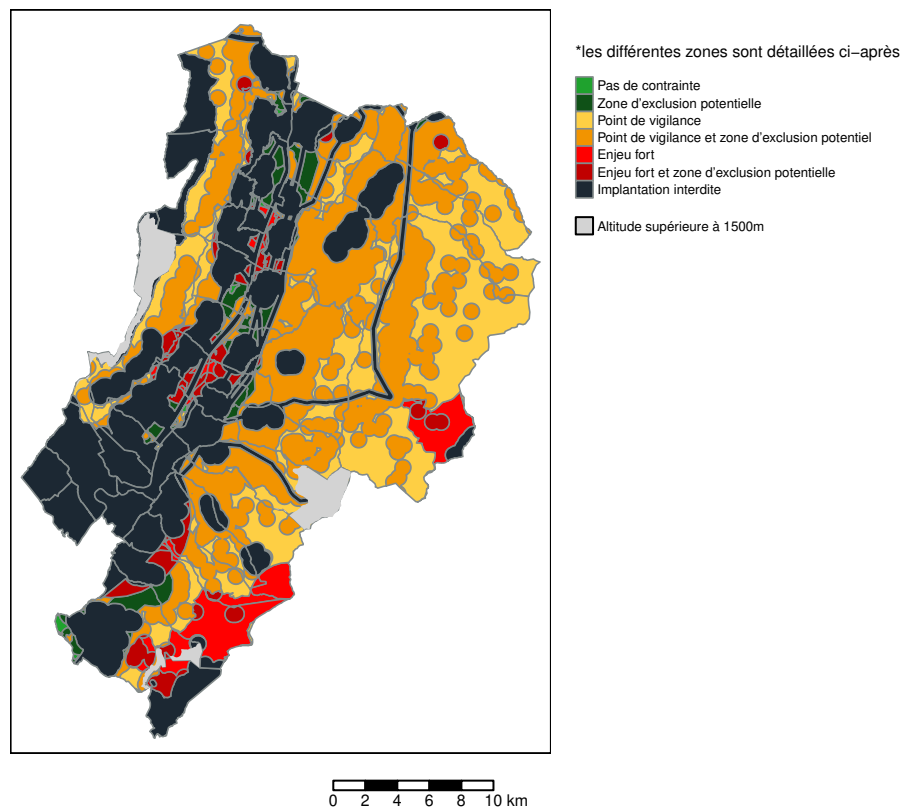 *les différentes zones sont détaillées ci−après
Pas de contrainte
Zone d'exclusion potentielle
Point de vigilance
Point de vigilance et zone d'exclusion potentiel
Enjeu fort
Enjeu fort et zone d'exclusion potentielle
Implantation interdite
Altitude supérieure à 1500m
0 2 4 6 8 10 km